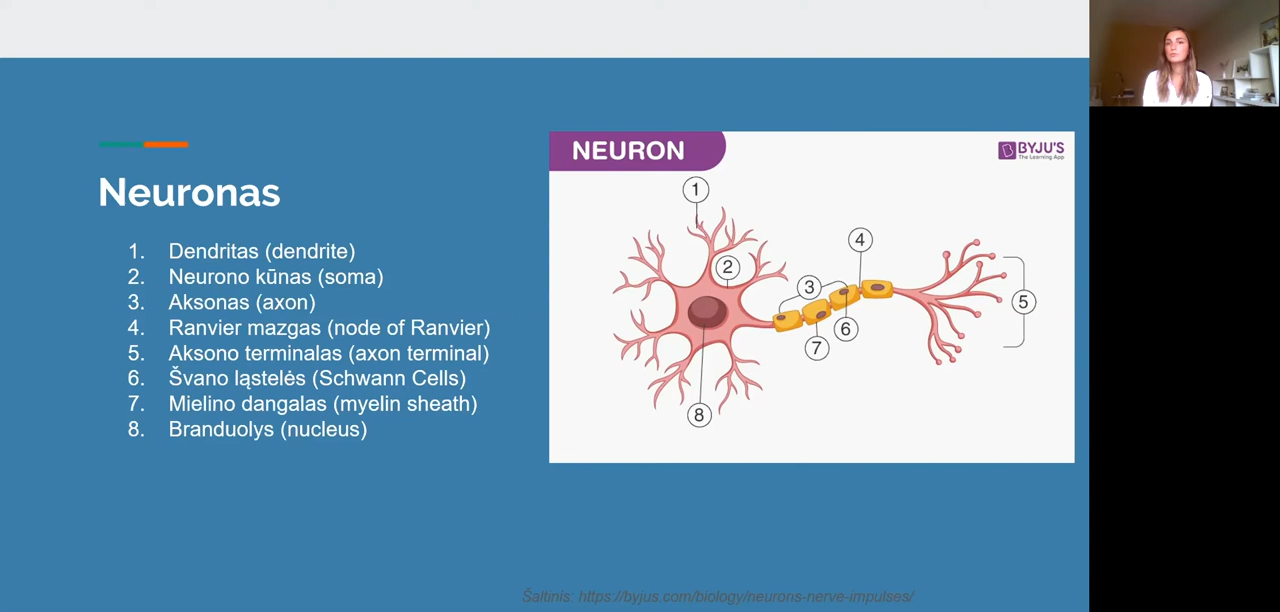 Neuronas
1. Dendritas (dendrite)
2. Neurono kūnas (soma)
3. Aksonas (axon)
4. Ranvier mazgas (node of Ranvier)
5. Aksono terminalas (axon terminal)
6. Švano ląstelės (Schwann Cells)
7. Mielino dangalas (myelin sheath)
8. Branduolys (nucleus)
NEURON
BYJU'S
The Learning App
1
2
3
4
5
6
7
8
Šaltinis: https://byjus.com/biology/neurons-nerve-impulses/